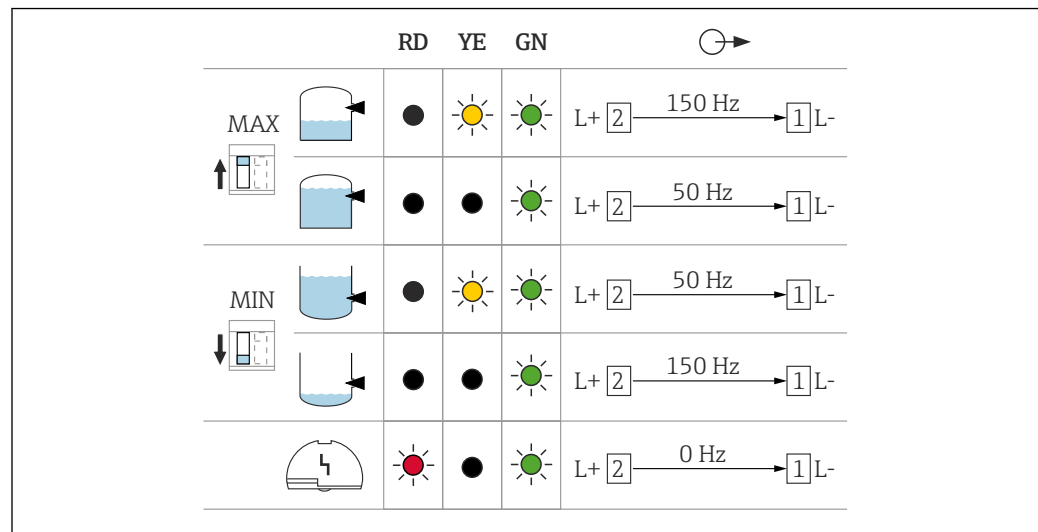 RD YE GN
MAX
L+ 2 150 Hz 1 L-
L+ 2 50 Hz 1 L-
MIN
L+ 2 50 Hz 1 L-
L+ 2 150 Hz 1 L-
L+ 2 0 Hz 1 L-